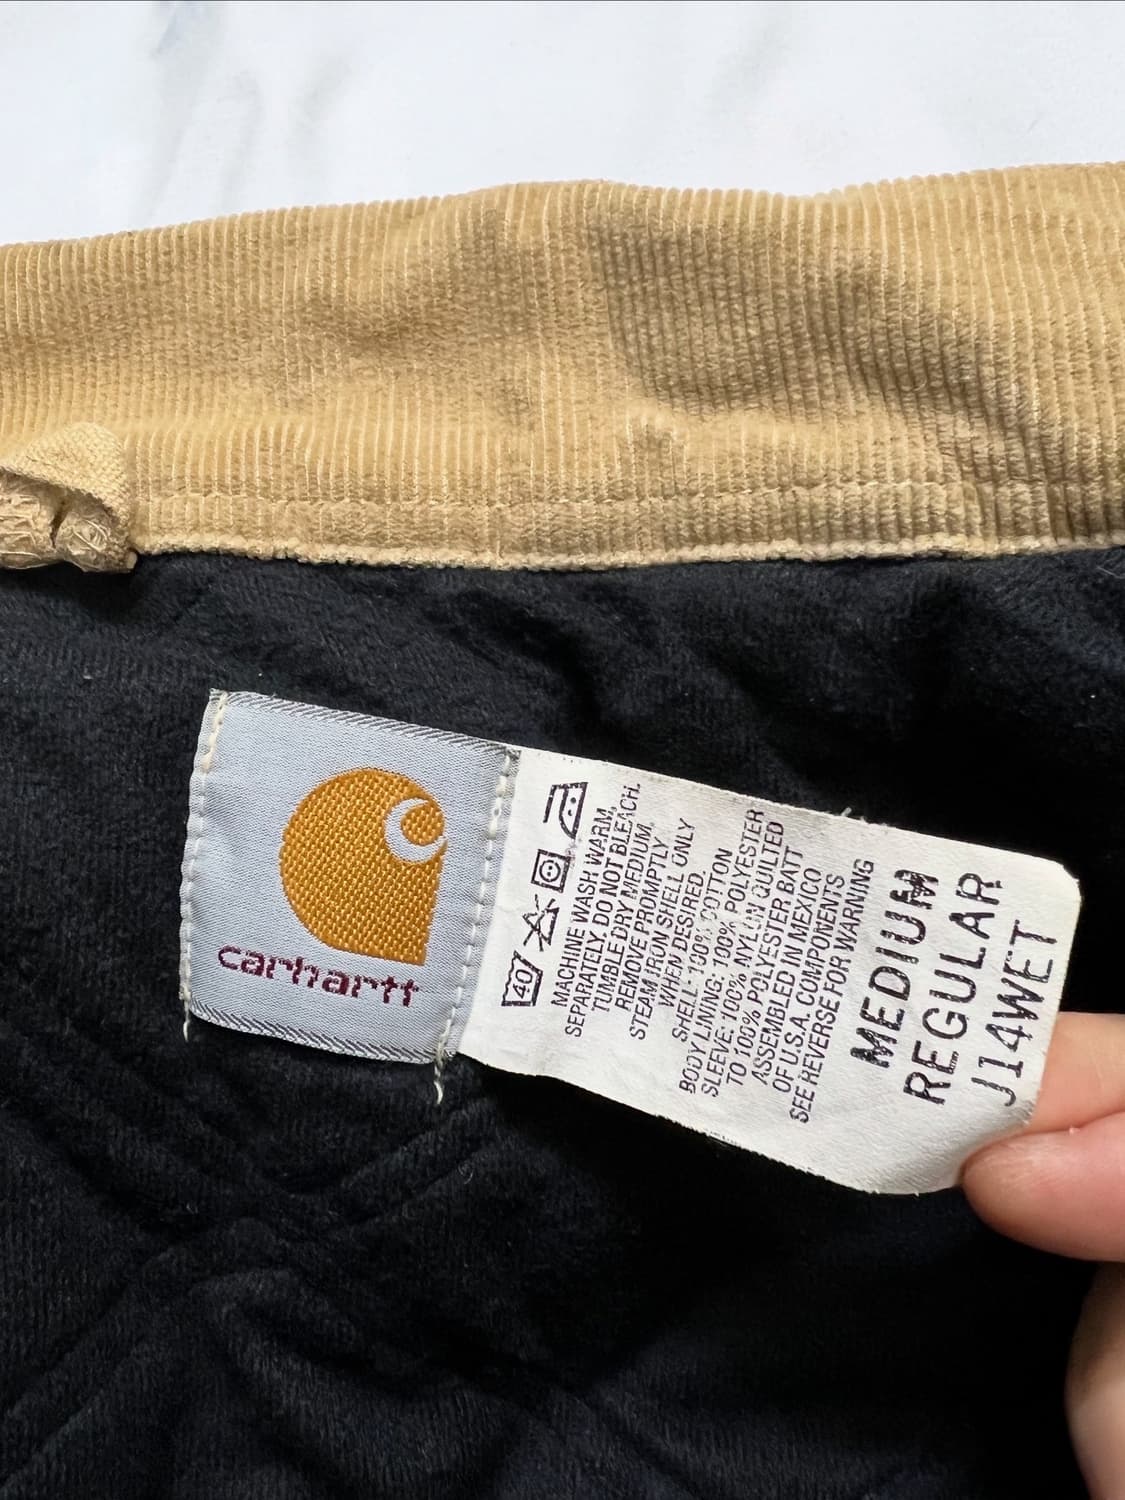 carhartt
40
MACHINE WASH WARM,
SEPARATELY. DO NOT BLEACH.
TUMBLE DRY MEDIUM.
REMOVE PROMPTLY
STEAM IRON SHELL ONLY
WHEN DESIRED.
SHELL: 100% COTTON
BODY LINING: 100% POLYESTER
SLEEVE: 100% NYLON QUILTED
TO 100% POLYESTER BATT
ASSEMBLED IN MEXICO
OF U.S.A. COMPONENTS
SEE REVERSE FOR WARNING
MEDIUM
REGULAR
J14WET